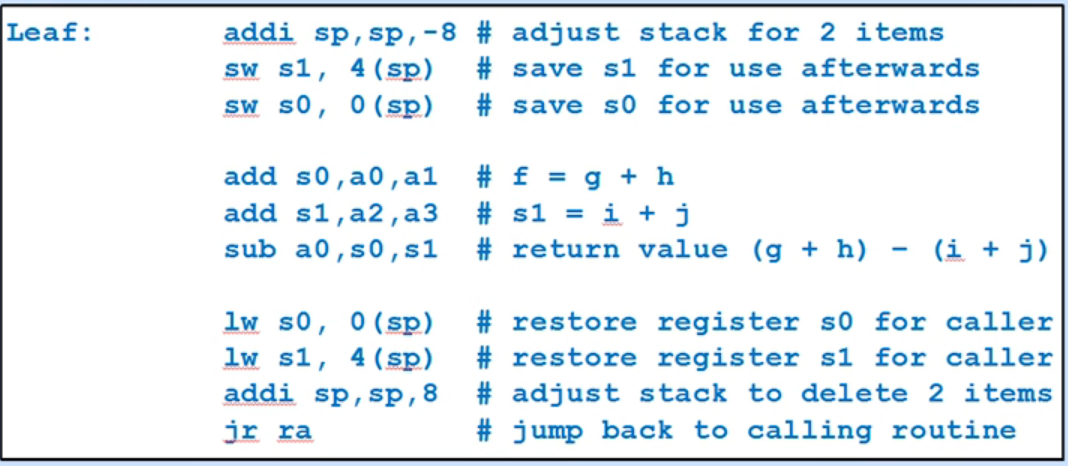 Leaf: addi sp,sp,-8 # adjust stack for 2 items
sw s1, 4(sp) # save s1 for use afterwards
sw s0, 0(sp) # save s0 for use afterwards
add s0,a0,a1 # f = g + h
add s1,a2,a3 # s1 = i + j
sub a0,s0,s1 # return value (g + h) - (i + j)
lw s0, 0(sp) # restore register s0 for caller
lw s1, 4(sp) # restore register s1 for caller
addi sp,sp,8 # adjust stack to delete 2 items
jr ra # jump back to calling routine